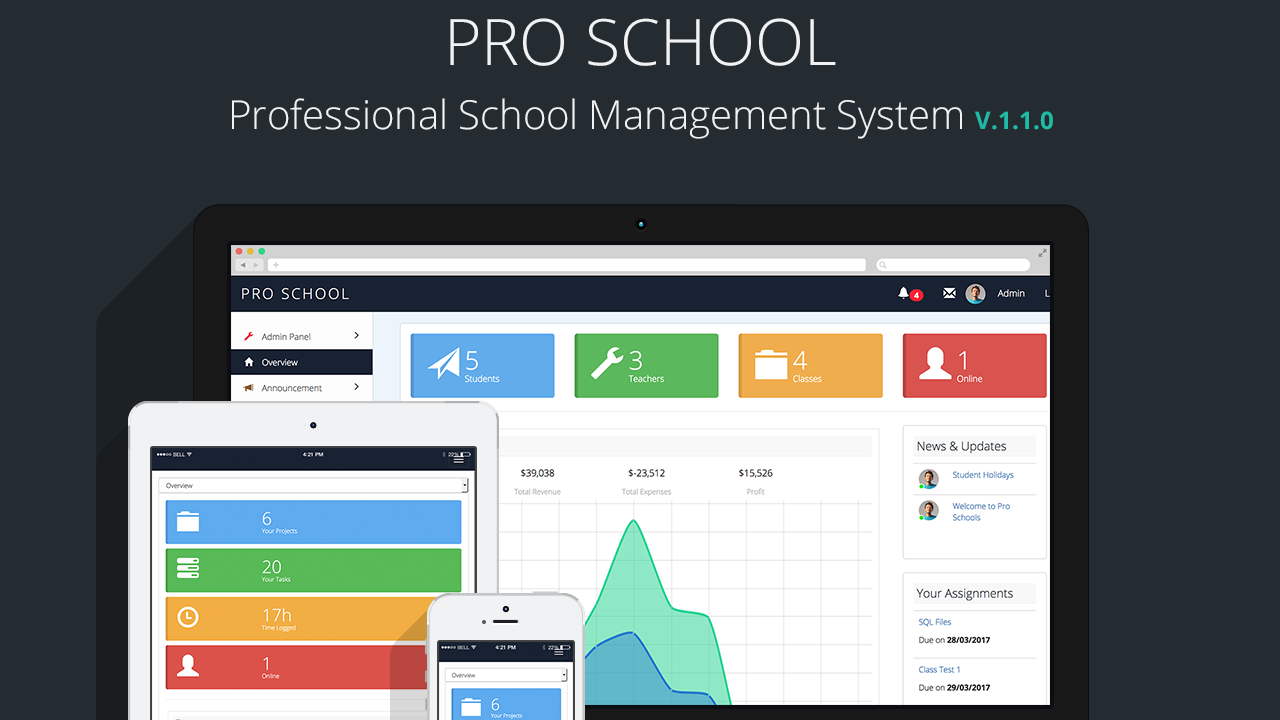 PRO SCHOOL
Professional School Management System V.1.1.0
PRO SCHOOL
4
Admin
L
Admin Panel
Overview
Announcement
5
Students
3
Teachers
4
Classes
1
Online
$39,038
Total Revenue
$-23,512
Total Expenses
$15,526
Profit
News & Updates
Student Holidays
Welcome to Pro
Schools
Your Assignments
SQL Files
Due on 28/03/2017
Class Test 1
Due on 29/03/2017
BELL
4:21 PM
22%
Overview
6
Your Projects
20
Your Tasks
17h
Time Logged
1
Online
BELL
4:21 PM
22%
Overview
6
Your Projects